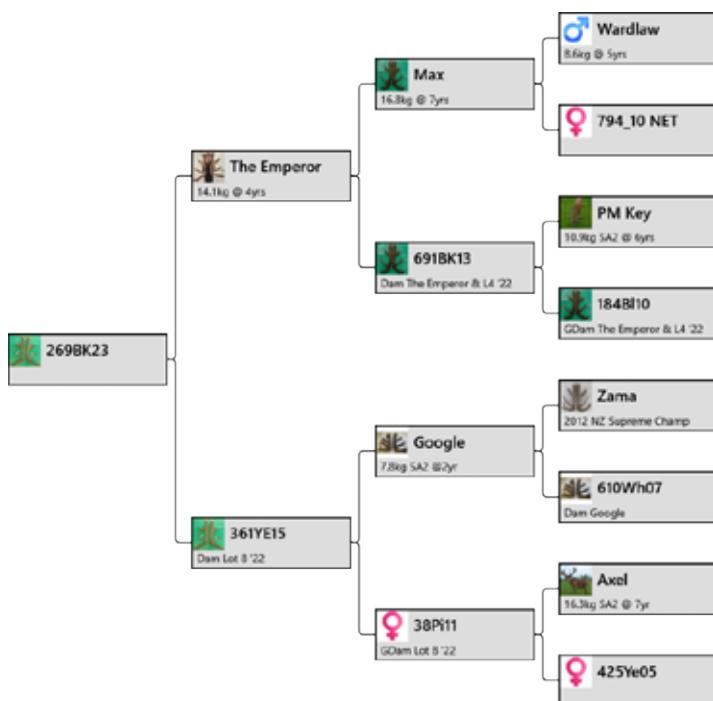 Wardlaw
8.6kg @ 5yrs
Max
16.8kg @ 7yrs
794_10 NET
The Emperor
14.1kg @ 4yrs
PM Key
10.9kg SA2 @ 6yrs
691BK13
Dam The Emperor & L4 '22
184Bl10
GDam The Emperor & L4 '22
269BK23
Zama
2012 NZ Supreme Champ
Google
7.8kg SA2 @2yr
610Wh07
Dam Google
361YE15
Dam Lot 8 '22
Axel
16.3kg SA2 @ 7yr
38Pi11
GDam Lot 8 '22
425Ye05